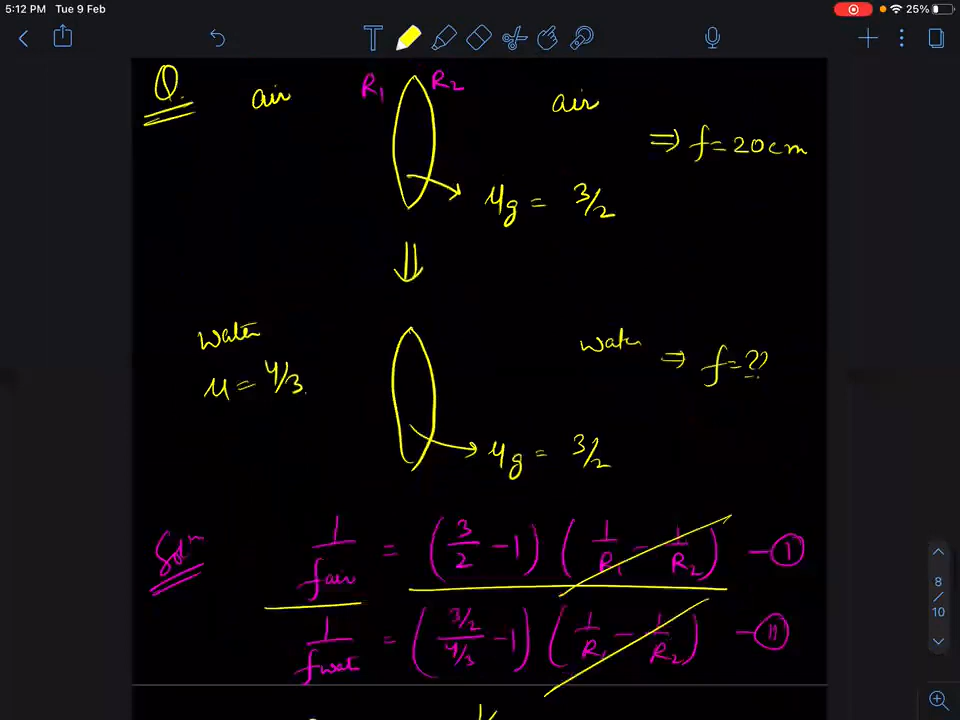 5:12 PM Tue 9 Feb
25%
Q.
air R1 R2 air
⇒ f = 20cm
μg = 3/2
⇓
Water water ⇒ f = ??
μ = 4/3
μg = 3/2
Solⁿ 1/fair = (3/2 - 1) (1/R1 - 1/R2) - I
1/fwat = ((3/2)/(4/3) - 1) (1/R1 - 1/R2) - II
8
/
10